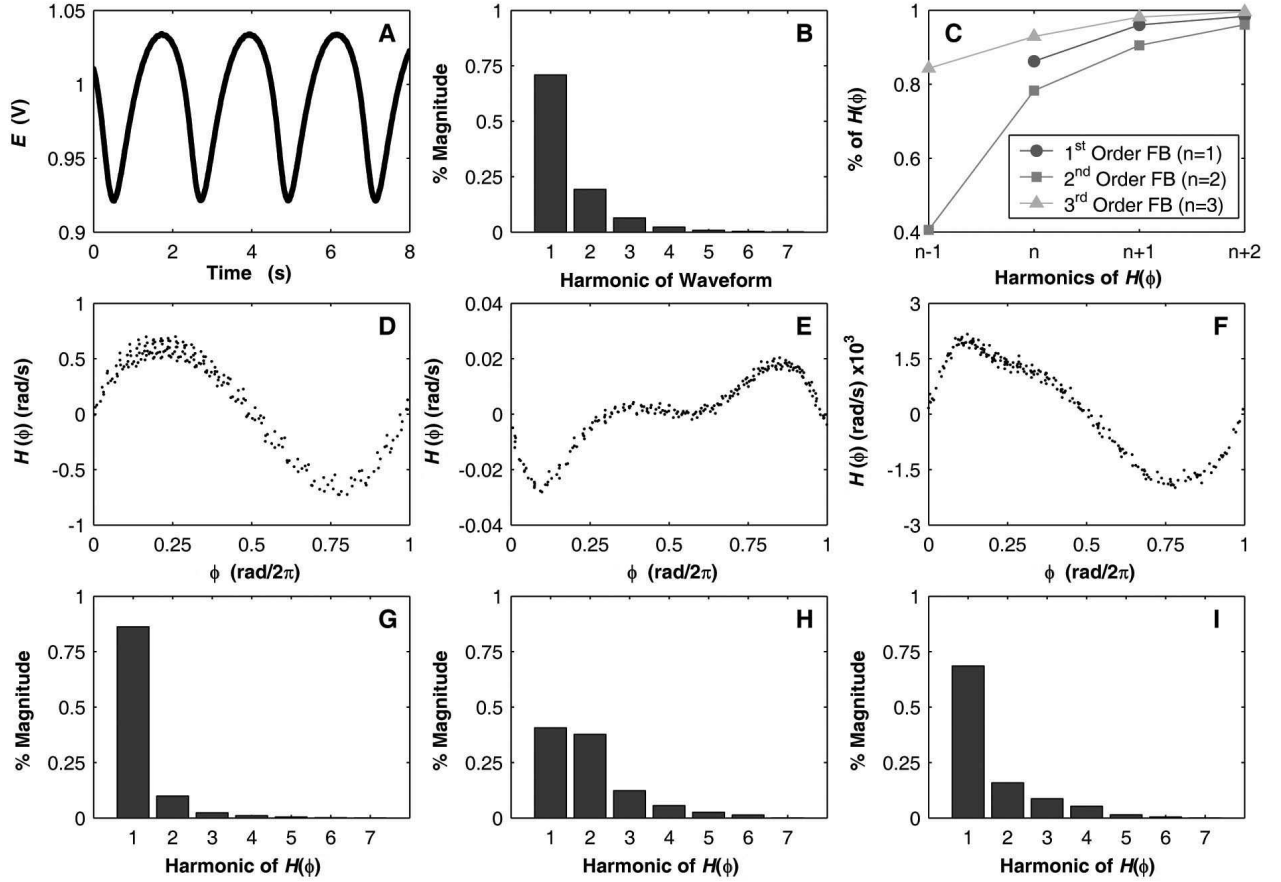 A
1.05
1
0.95
0.9
E (V)
0 2 4 6 8
Time (s)
B
1
0.75
0.5
0.25
0
% Magnitude
1 2 3 4 5 6 7
Harmonic of Waveform
C
1
0.8
0.6
0.4
% of H(ϕ)
1st Order FB (n=1)
2nd Order FB (n=2)
3rd Order FB (n=3)
n-1 n n+1 n+2
Harmonics of H(ϕ)
D
1
0.5
0
-0.5
-1
H(ϕ) (rad/s)
0 0.25 0.5 0.75 1
ϕ (rad/2π)
E
0.04
0.02
0
-0.02
-0.04
H(ϕ) (rad/s)
0 0.25 0.5 0.75 1
ϕ (rad/2π)
F
3
1.5
0
-1.5
-3
H(ϕ) (rad/s) x10³
0 0.25 0.5 0.75 1
ϕ (rad/2π)
G
1
0.75
0.5
0.25
0
% Magnitude
1 2 3 4 5 6 7
Harmonic of H(ϕ)
H
1
0.75
0.5
0.25
0
% Magnitude
1 2 3 4 5 6 7
Harmonic of H(ϕ)
I
1
0.75
0.5
0.25
0
% Magnitude
1 2 3 4 5 6 7
Harmonic of H(ϕ)